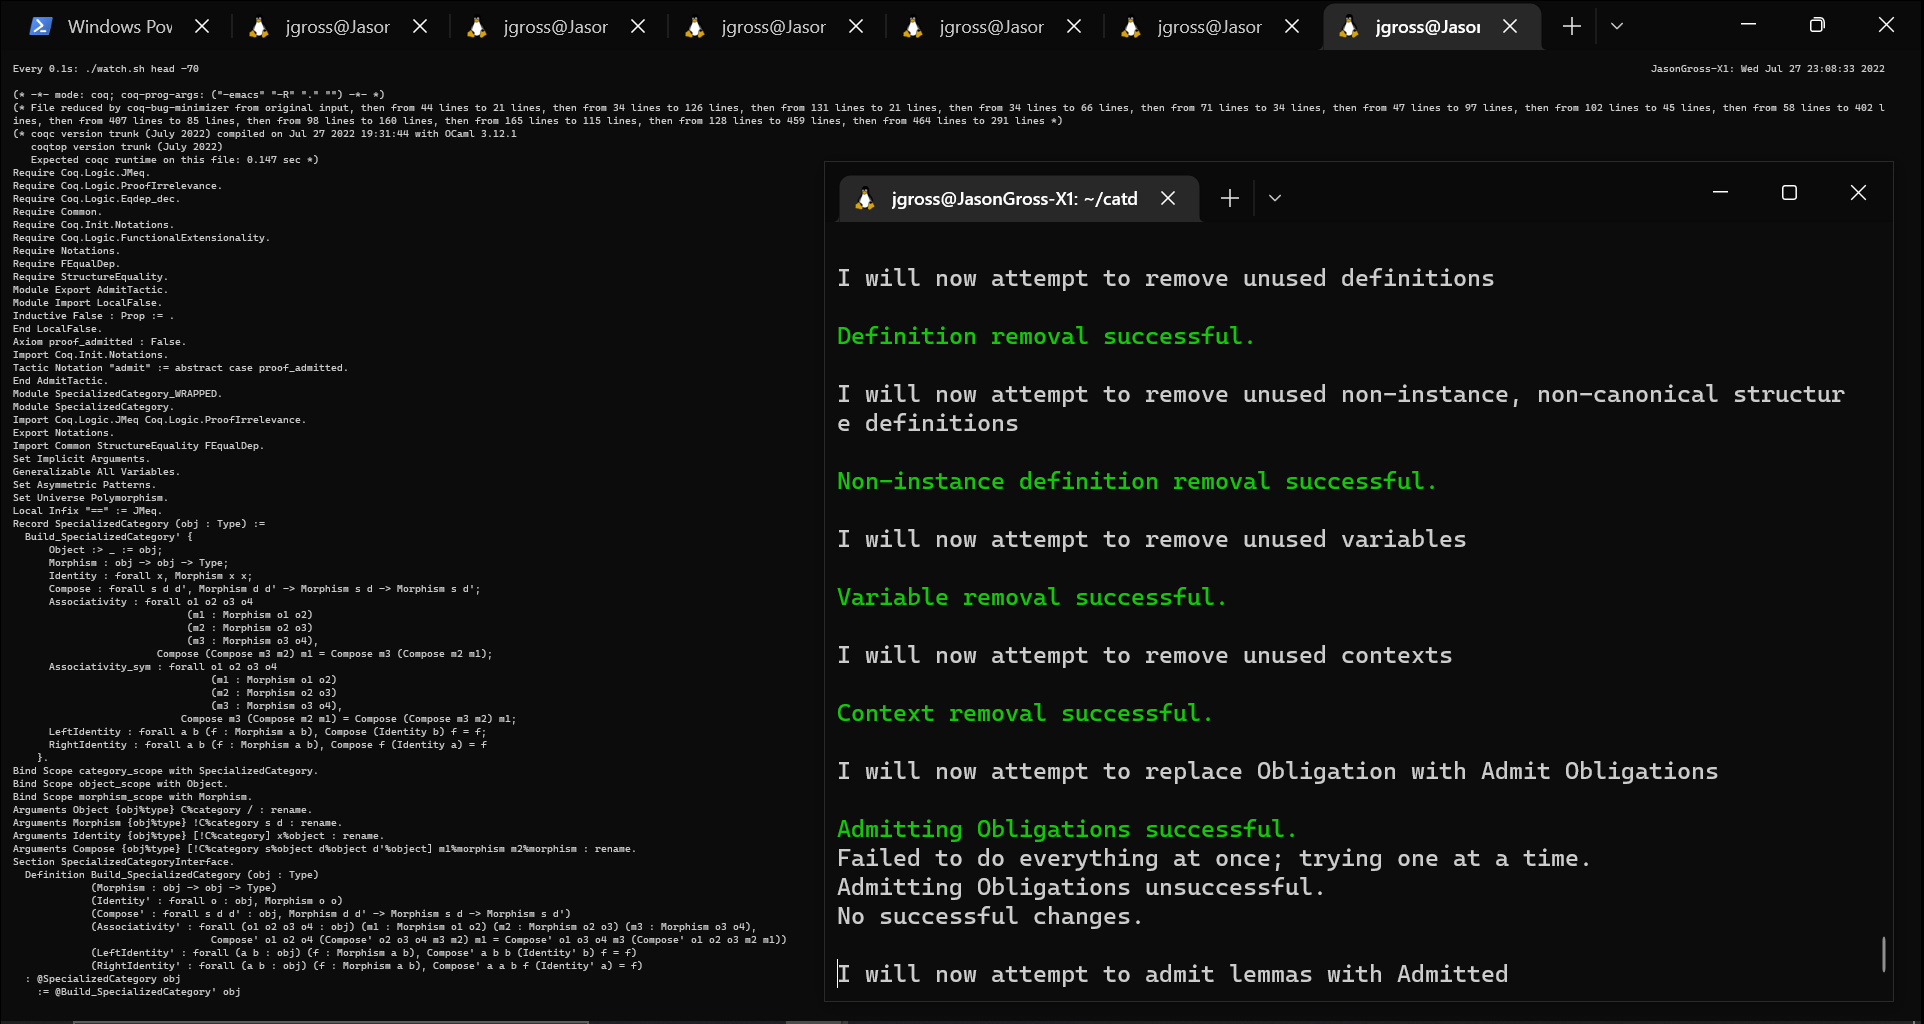 Windows Pov
jgross@Jasor
jgross@Jasor
jgross@Jasor
jgross@Jasor
jgross@Jasor
jgross@Jasor
Every 0.1s: ./watch.sh head -70
JasonGross-X1: Wed Jul 27 23:08:33 2022
(* -*- mode: coq; coq-prog-args: ("-emacs" "-R" "." "") -*- *)
(* File reduced by coq-bug-minimizer from original input, then from 44 lines to 21 lines, then from 34 lines to 126 lines, then from 131 lines to 21 lines, then from 34 lines to 66 lines, then from 71 lines to 34 lines, then from 47 lines to 97 lines, then from 102 lines to 45 lines, then from 58 lines to 402 l
ines, then from 407 lines to 85 lines, then from 98 lines to 160 lines, then from 165 lines to 115 lines, then from 128 lines to 459 lines, then from 464 lines to 291 lines *)
(* coqc version trunk (July 2022) compiled on Jul 27 2022 19:31:44 with OCaml 3.12.1
coqtop version trunk (July 2022)
Expected coqc runtime on this file: 0.147 sec *)
Require Coq.Logic.JMeq.
Require Coq.Logic.ProofIrrelevance.
Require Coq.Logic.Eqdep_dec.
Require Common.
Require Coq.Init.Notations.
Require Coq.Logic.FunctionalExtensionality.
Require Notations.
Require FEqualDep.
Require StructureEquality.
Module Export AdmitTactic.
Module Import LocalFalse.
Inductive False : Prop := .
End LocalFalse.
Axiom proof_admitted : False.
Import Coq.Init.Notations.
Tactic Notation "admit" := abstract case proof_admitted.
End AdmitTactic.
Module SpecializedCategory_WRAPPED.
Module SpecializedCategory.
Import Coq.Logic.JMeq Coq.Logic.ProofIrrelevance.
Export Notations.
Import Common StructureEquality FEqualDep.
Set Implicit Arguments.
Generalizable All Variables.
Set Asymmetric Patterns.
Set Universe Polymorphism.
Local Infix "==" := JMeq.
Record SpecializedCategory (obj : Type) :=
Build_SpecializedCategory' {
Object :> _ := obj;
Morphism : obj -> obj -> Type;
Identity : forall x, Morphism x x;
Compose : forall s d d', Morphism d d' -> Morphism s d -> Morphism s d';
Associativity : forall o1 o2 o3 o4
(m1 : Morphism o1 o2)
(m2 : Morphism o2 o3)
(m3 : Morphism o3 o4),
Compose (Compose m3 m2) m1 = Compose m3 (Compose m2 m1);
Associativity_sym : forall o1 o2 o3 o4
(m1 : Morphism o1 o2)
(m2 : Morphism o2 o3)
(m3 : Morphism o3 o4),
Compose m3 (Compose m2 m1) = Compose (Compose m3 m2) m1;
LeftIdentity : forall a b (f : Morphism a b), Compose (Identity b) f = f;
RightIdentity : forall a b (f : Morphism a b), Compose f (Identity a) = f
}.
Bind Scope category_scope with SpecializedCategory.
Bind Scope object_scope with Object.
Bind Scope morphism_scope with Morphism.
Arguments Object {obj%type} C%category / : rename.
Arguments Morphism {obj%type} !C%category s d : rename.
Arguments Identity {obj%type} [!C%category] x%object : rename.
Arguments Compose {obj%type} [!C%category s%object d%object d'%object] m1%morphism m2%morphism : rename.
Section SpecializedCategoryInterface.
Definition Build_SpecializedCategory (obj : Type)
(Morphism : obj -> obj -> Type)
(Identity' : forall o : obj, Morphism o o)
(Compose' : forall s d d' : obj, Morphism d d' -> Morphism s d -> Morphism s d')
(Associativity' : forall (o1 o2 o3 o4 : obj) (m1 : Morphism o1 o2) (m2 : Morphism o2 o3) (m3 : Morphism o3 o4),
Compose' o1 o2 o4 (Compose' o2 o3 o4 m3 m2) m1 = Compose' o1 o3 o4 m3 (Compose' o1 o2 o3 m2 m1))
(LeftIdentity' : forall (a b : obj) (f : Morphism a b), Compose' a b b (Identity' b) f = f)
(RightIdentity' : forall (a b : obj) (f : Morphism a b), Compose' a a b f (Identity' a) = f)
: @SpecializedCategory obj
:= @Build_SpecializedCategory' obj
jgross@JasonGross-X1: ~/catd
I will now attempt to remove unused definitions
Definition removal successful.
I will now attempt to remove unused non-instance, non-canonical structur
e definitions
Non-instance definition removal successful.
I will now attempt to remove unused variables
Variable removal successful.
I will now attempt to remove unused contexts
Context removal successful.
I will now attempt to replace Obligation with Admit Obligations
Admitting Obligations successful.
Failed to do everything at once; trying one at a time.
Admitting Obligations unsuccessful.
No successful changes.
I will now attempt to admit lemmas with Admitted